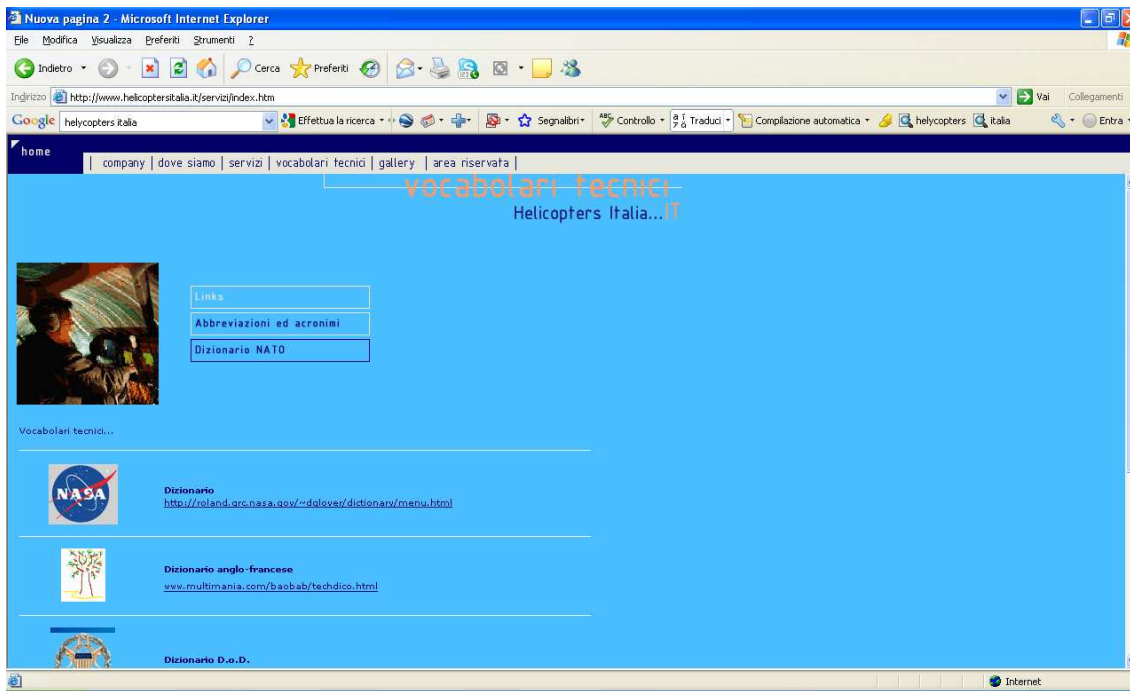 Nuova pagina 2 - Microsoft Internet Explorer
File Modifica Visualizza Preferiti Strumenti ?
Indietro Cerca Preferiti
Indirizzo http://www.helicoptersitalia.it/servizi/index.htm Vai Collegamenti
Google helycopters italia Effettua la ricerca Segnalibri Controllo Traduci Compilazione automatica helycopters italia Entra
home
| company | dove siamo | servizi | vocabolari tecnici | gallery | area riservata |
vocabolari tecnici
Helicopters Italia...IT
Links
Abbreviazioni ed acronimi
Dizionario NATO
Vocabolari tecnici...
NASA
Dizionario
http://roland.grc.nasa.gov/~dglover/dictionary/menu.html
Dizionario anglo-francese
www.multimania.com/baobab/techdico.html
Dizionario D.o.D.
Internet